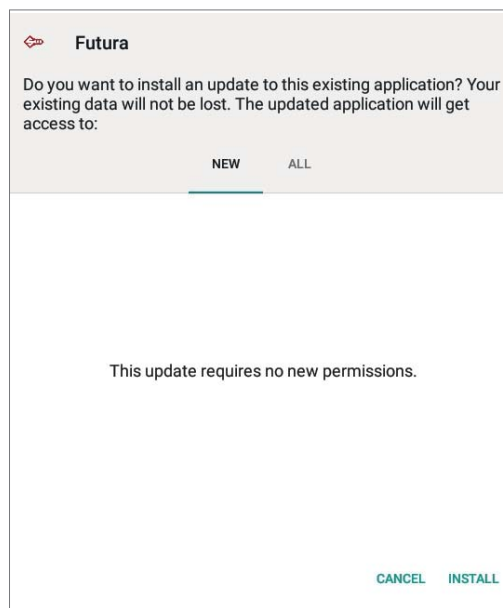 Futura
Do you want to install an update to this existing application? Your
existing data will not be lost. The updated application will get
access to:
NEW ALL
This update requires no new permissions.
CANCEL INSTALL